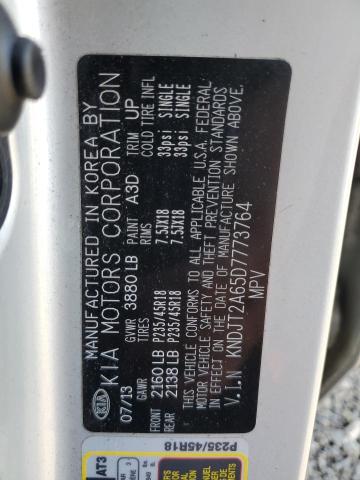 MANUFACTURED IN KOREA BY
KIA MOTORS CORPORATION
KIA
07/13 GVWR 3880 LB PAINT A3D TRIM UP
GAWR TIRES RIMS COLD TIRE INFL
FRONT 2160 LB P235/45R18 7.5JX18 33psi SINGLE
REAR 2138 LB P235/45R18 7.5JX18 33psi SINGLE
THIS VEHICLE CONFORMS TO ALL APPLICABLE U.S.A. FEDERAL
MOTOR VEHICLE SAFETY AND THEFT PREVENTION STANDARDS
IN EFFECT ON THE DATE OF MANUFACTURE SHOWN ABOVE.
V.I.N KNDJT2A65D7773764
MPV
P235/45R18
AT3